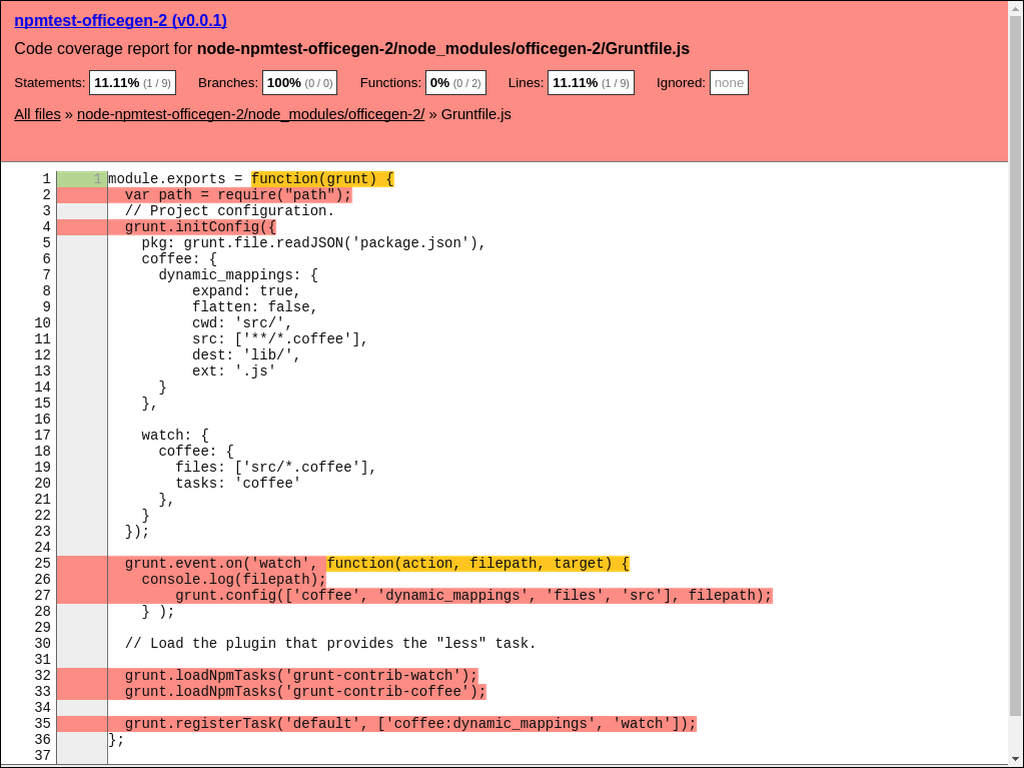 npmtest-officegen-2 (v0.0.1)
Code coverage report for node-npmtest-officegen-2/node_modules/officegen-2/Gruntfile.js
Statements: 11.11% (1 / 9) Branches: 100% (0 / 0) Functions: 0% (0 / 2) Lines: 11.11% (1 / 9) Ignored: none
All files » node-npmtest-officegen-2/node_modules/officegen-2/ » Gruntfile.js
1 1 module.exports = function(grunt) {
2   var path = require("path");
3   // Project configuration.
4   grunt.initConfig({
5     pkg: grunt.file.readJSON('package.json'),
6     coffee: {
7       dynamic_mappings: {
8           expand: true,
9           flatten: false,
10           cwd: 'src/',
11           src: ['**/*.coffee'],
12           dest: 'lib/',
13           ext: '.js'
14       }
15     },
16
17     watch: {
18       coffee: {
19         files: ['src/*.coffee'],
20         tasks: 'coffee'
21       },
22     }
23   });
24
25   grunt.event.on('watch', function(action, filepath, target) {
26     console.log(filepath);
27         grunt.config(['coffee', 'dynamic_mappings', 'files', 'src'], filepath);
28     } );
29
30   // Load the plugin that provides the "less" task.
31
32   grunt.loadNpmTasks('grunt-contrib-watch');
33   grunt.loadNpmTasks('grunt-contrib-coffee');
34
35   grunt.registerTask('default', ['coffee:dynamic_mappings', 'watch']);
36 };
37